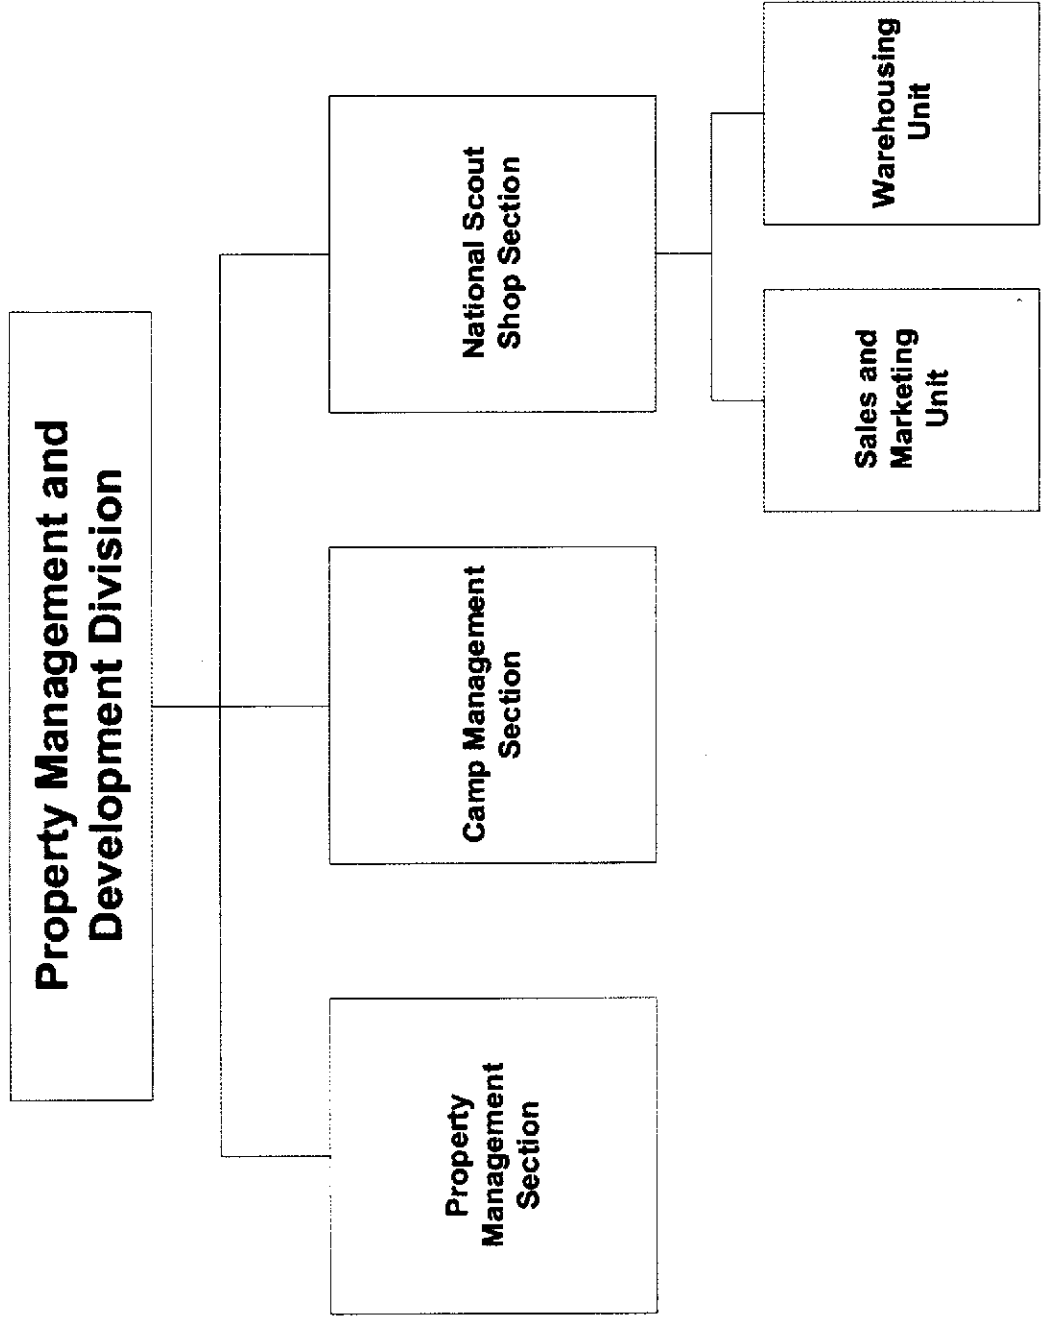 Property Management and
Development Division
Property
Management
Section
Camp Management
Section
National Scout
Shop Section
Sales and
Marketing
Unit
Warehousing
Unit